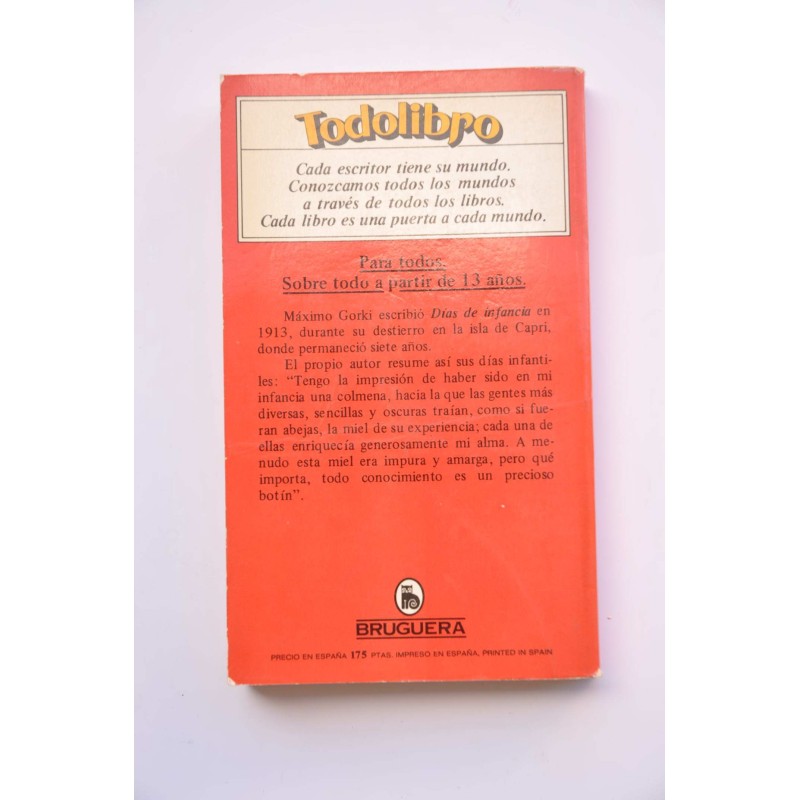 Todolibro
Cada escritor tiene su mundo.
Conozcamos todos los mundos
a través de todos los libros.
Cada libro es una puerta a cada mundo.
Para todos.
Sobre todo a partir de 13 años.
Máximo Gorki escribió Días de infancia en
1913, durante su destierro en la isla de Capri,
donde permaneció siete años.
El propio autor resume así sus días infanti-
les: “Tengo la impresión de haber sido en mi
infancia una colmena, hacia la que las gentes más
diversas, sencillas y oscuras traían, como si fue-
ran abejas, la miel de su experiencia; cada una de
ellas enriquecía generosamente mi alma. A me-
nudo esta miel era impura y amarga, pero qué
importa, todo conocimiento es un precioso
botín”.
BRUGUERA
PRECIO EN ESPAÑA 175 PTAS. IMPRESO EN ESPAÑA, PRINTED IN SPAIN